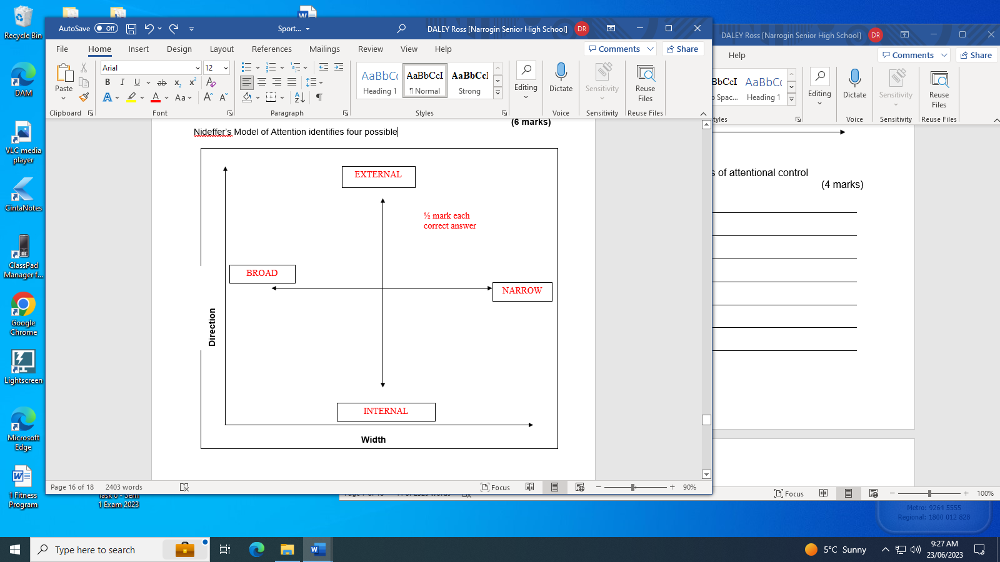 Recycle Bin
DAM
VLC media
player
CintaNotes
ClassPad
Manager f...
Google
Chrome
Lightscreen
Microsoft
Edge
1 Fitness
Program
1 Exam 2023
AutoSave Off
Sport...
DALEY Ross [Narrogin Senior High School] DR
File Home Insert Design Layout References Mailings Review View Help
Comments Share
Paste
Clipboard
Arial 12
Font
Paragraph
AaBbCc AaBbCcI AaBbCcI
Heading 1 ¶ Normal Strong
Styles
Editing
Dictate
Voice
Sensitivity
Sensitivity
Reuse
Files
Reuse Files
(6 marks)
Nideffer's Model of Attention identifies four possible
EXTERNAL
½ mark each
correct answer
BROAD
NARROW
Direction
INTERNAL
Width
Page 16 of 18 2403 words
Focus
90%
DALEY Ross [Narrogin Senior High School] DR
Help
Comments Share
Heading 1
Editing
Dictate
Voice
Sensitivity
Sensitivity
Reuse
Files
Reuse Files
s of attentional control
(4 marks)
Focus
100%
Metro: 9264 5555
Regional: 1800 012 828
Type here to search
5°C Sunny
9:27 AM
23/06/2023